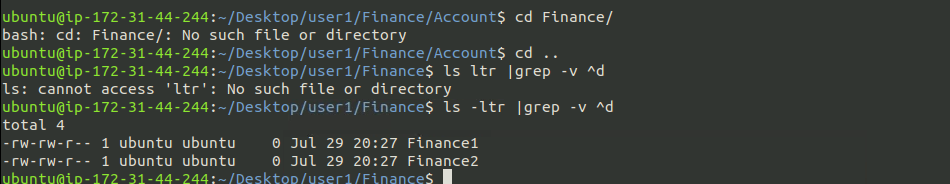 ubuntu@ip-172-31-44-244:~/Desktop/user1/Finance/Account$ cd Finance/
bash: cd: Finance/: No such file or directory
ubuntu@ip-172-31-44-244:~/Desktop/user1/Finance/Account$ cd ..
ubuntu@ip-172-31-44-244:~/Desktop/user1/Finance$ ls ltr |grep -v ^d
ls: cannot access 'ltr': No such file or directory
ubuntu@ip-172-31-44-244:~/Desktop/user1/Finance$ ls -ltr |grep -v ^d
total 4
-rw-rw-r-- 1 ubuntu ubuntu    0 Jul 29 20:27 Finance1
-rw-rw-r-- 1 ubuntu ubuntu    0 Jul 29 20:27 Finance2
ubuntu@ip-172-31-44-244:~/Desktop/user1/Finance$